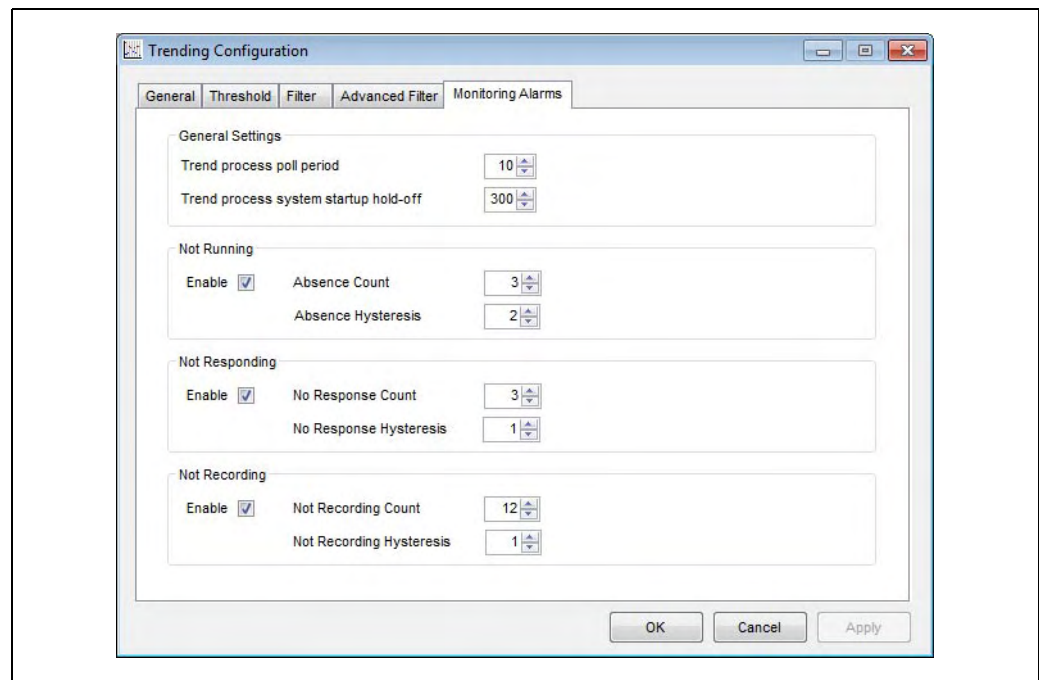 Trending Configuration
General Threshold Filter Advanced Filter Monitoring Alarms
General Settings
Trend process poll period 10
Trend process system startup hold-off 300
Not Running
Enable Absence Count 3
Absence Hysteresis 2
Not Responding
Enable No Response Count 3
No Response Hysteresis 1
Not Recording
Enable Not Recording Count 12
Not Recording Hysteresis 1
OK Cancel Apply